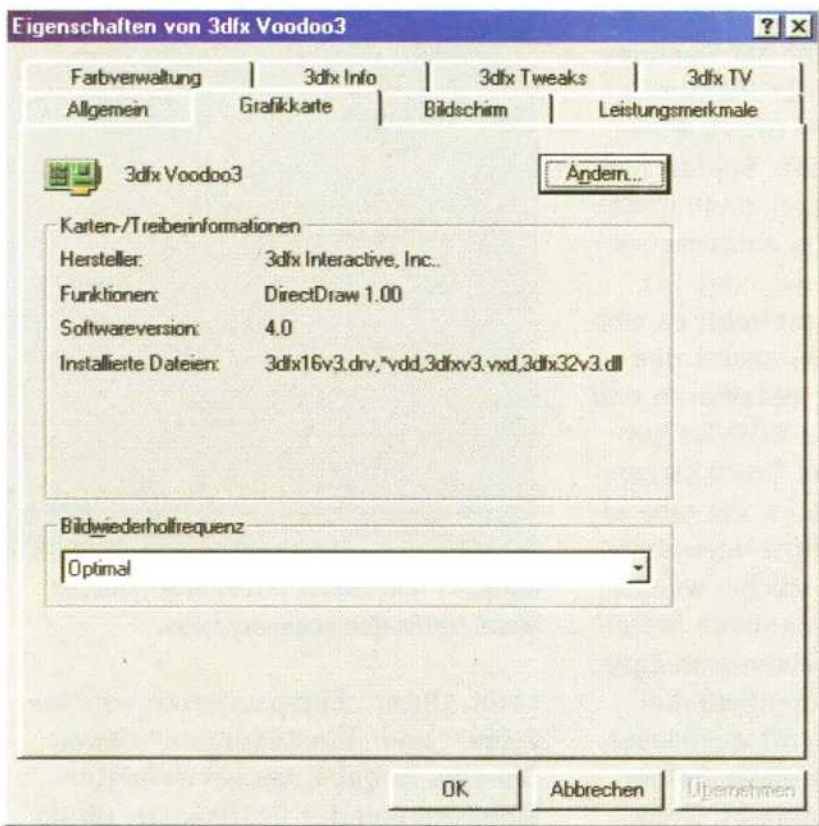 Eigenschaften von 3dfx Voodoo3
Farbverwaltung 3dfx Info 3dfx Tweaks 3dfx TV
Allgemein Grafikkarte Bildschirm Leistungsmerkmale
3dfx Voodoo3 Ändern...
Karten-/Treiberinformationen
Hersteller: 3dfx Interactive, Inc..
Funktionen: DirectDraw 1.00
Softwareversion: 4.0
Installierte Dateien: 3dfx16v3.drv,*vdd,3dfxv3.vxd,3dfx32v3.dll
Bildwiederholfrequenz
Optimal
OK Abbrechen Übernehmen